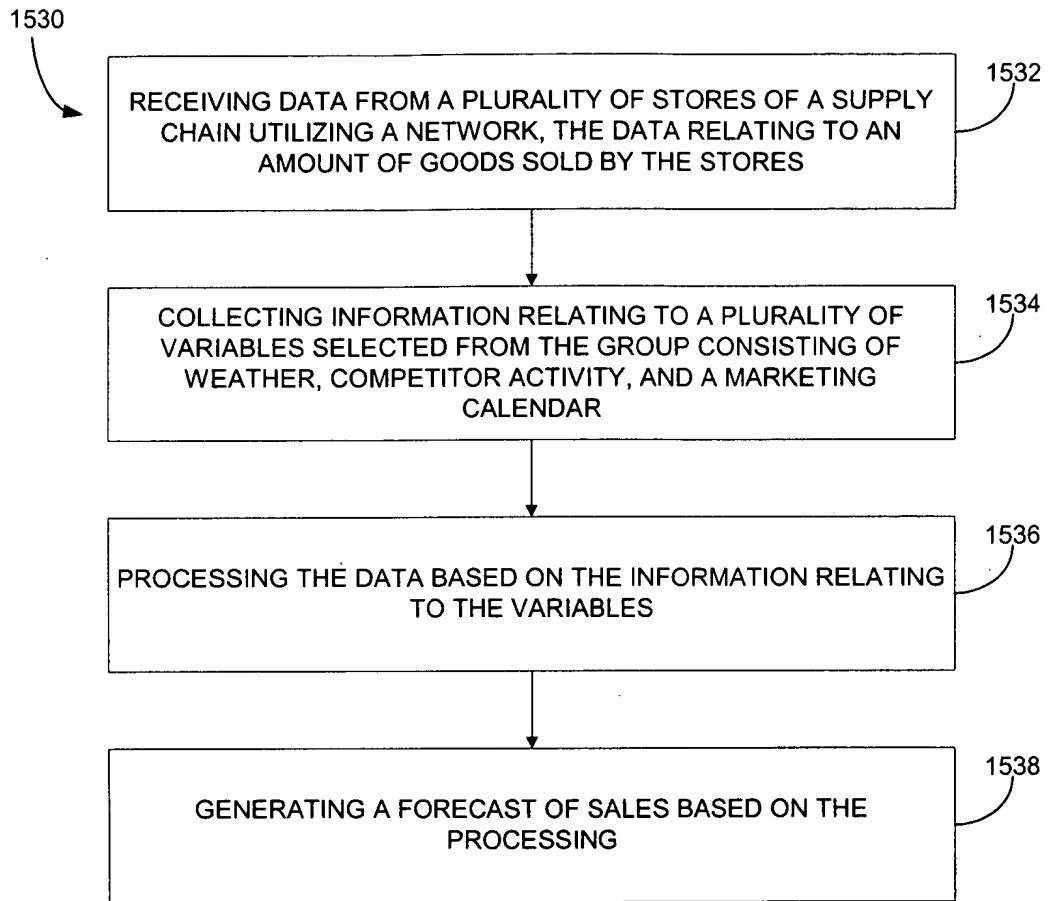 1530
1532
RECEIVING DATA FROM A PLURALITY OF STORES OF A SUPPLY
CHAIN UTILIZING A NETWORK, THE DATA RELATING TO AN
AMOUNT OF GOODS SOLD BY THE STORES
1534
COLLECTING INFORMATION RELATING TO A PLURALITY OF
VARIABLES SELECTED FROM THE GROUP CONSISTING OF
WEATHER, COMPETITOR ACTIVITY, AND A MARKETING
CALENDAR
1536
PROCESSING THE DATA BASED ON THE INFORMATION RELATING
TO THE VARIABLES
1538
GENERATING A FORECAST OF SALES BASED ON THE
PROCESSING